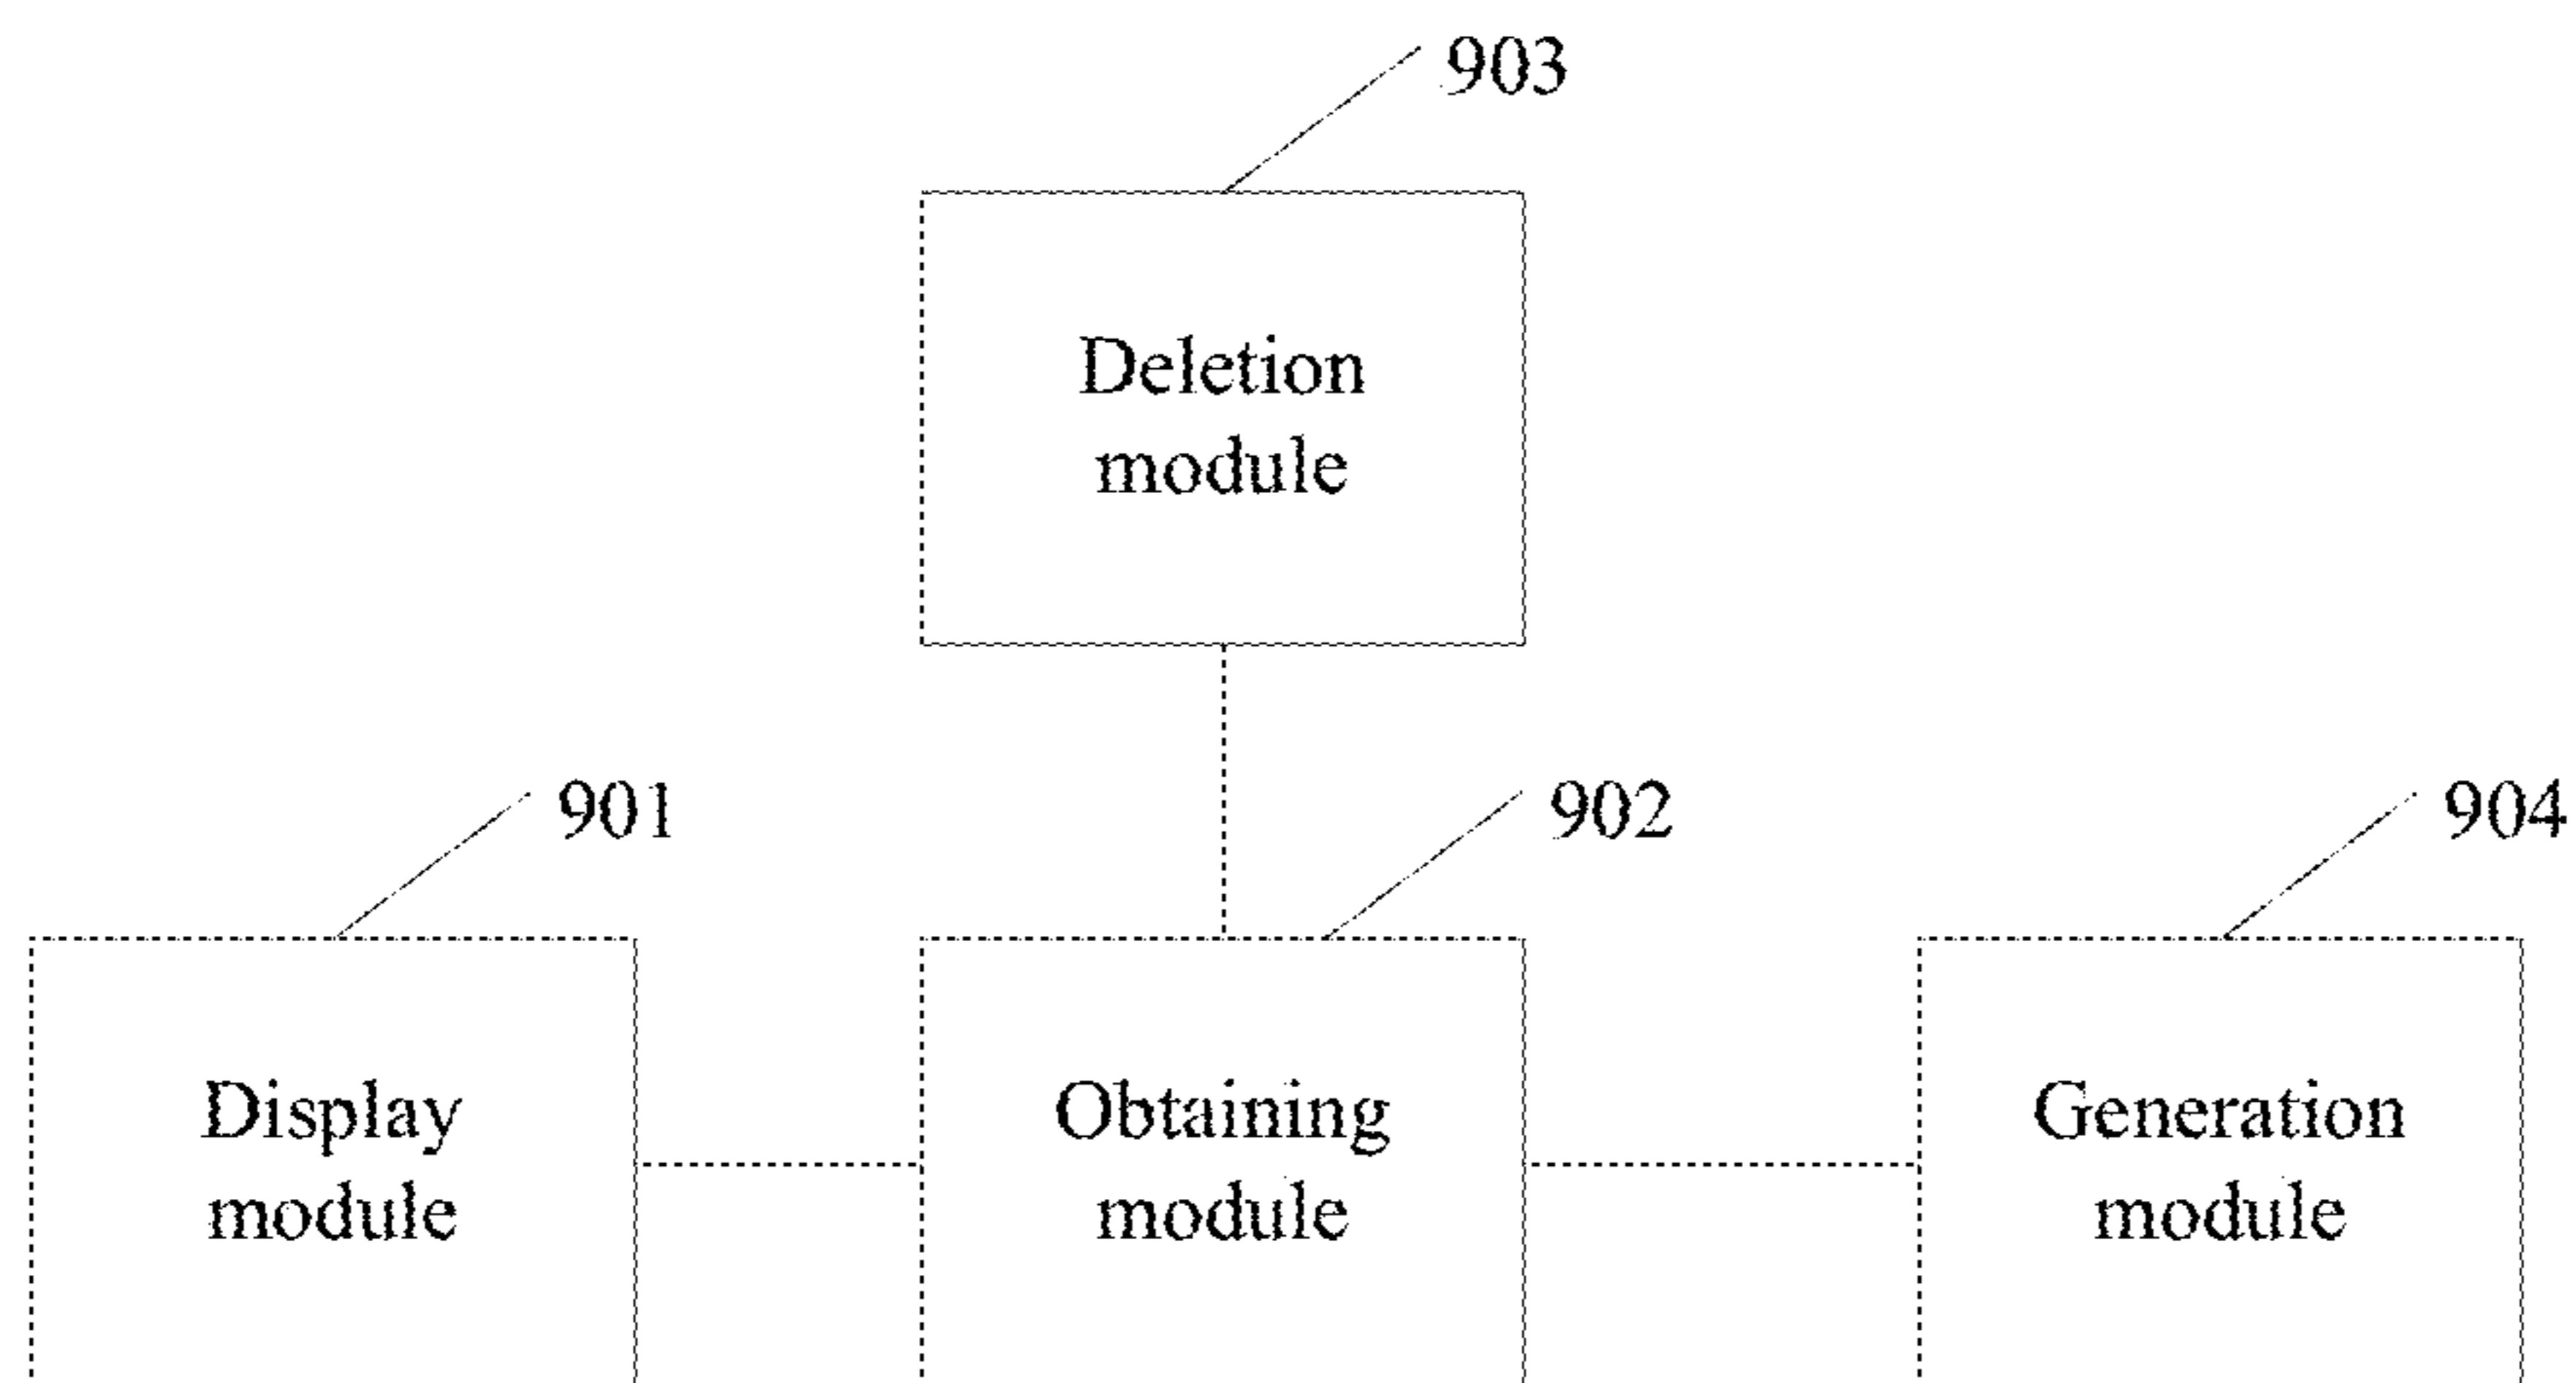 903
Deletion
module
901
902
904
Display
module
Obtaining
module
Generation
module